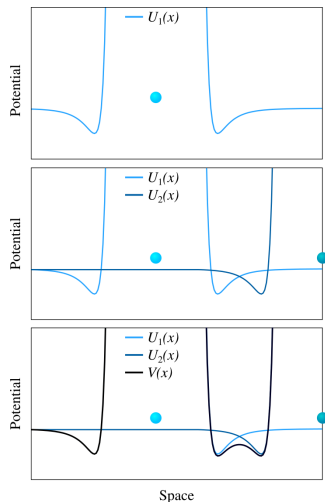 U₁(x)
Potential
U₁(x)
U₂(x)
Potential
U₁(x)
U₂(x)
V(x)
Potential
Space